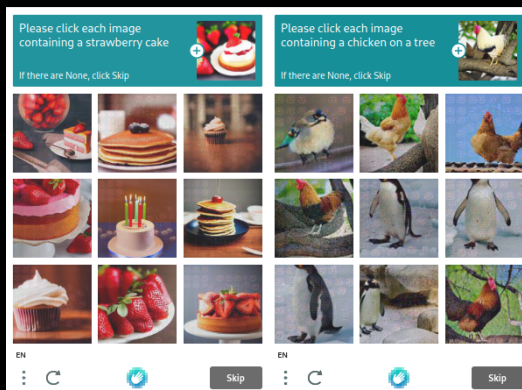 Please click each image
containing a strawberry cake
If there are None, click Skip
EN
Skip
Please click each image
containing a chicken on a tree
If there are None, click Skip
EN
Skip